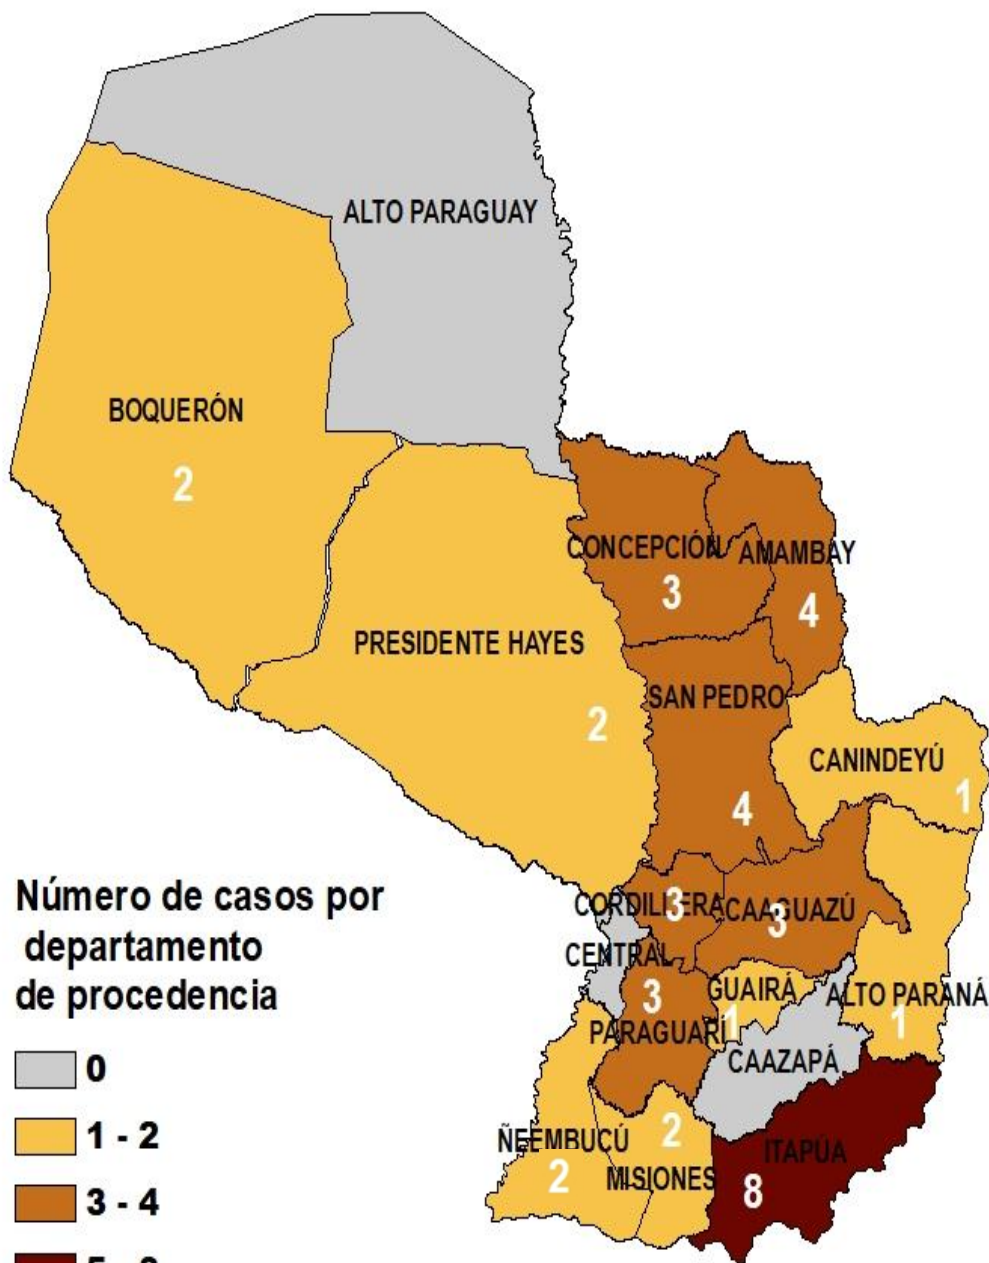 ALTO PARAGUAY
BOQUERÓN
2
CONCEPCIÓN
3
AMAMBAY
4
PRESIDENTE HAYES
2
SAN PEDRO
4
CANINDEYÚ
1
CORDILLERA
3
CAAGUAZÚ
3
CENTRAL
PARAGUARÍ
3
GUAIRÁ
1
ALTO PARANÁ
1
CAAZAPÁ
ÑEEMBUCÚ
2
MISIONES
2
ITAPÚA
8
Número de casos por
departamento
de procedencia
0
1 - 2
3 - 4